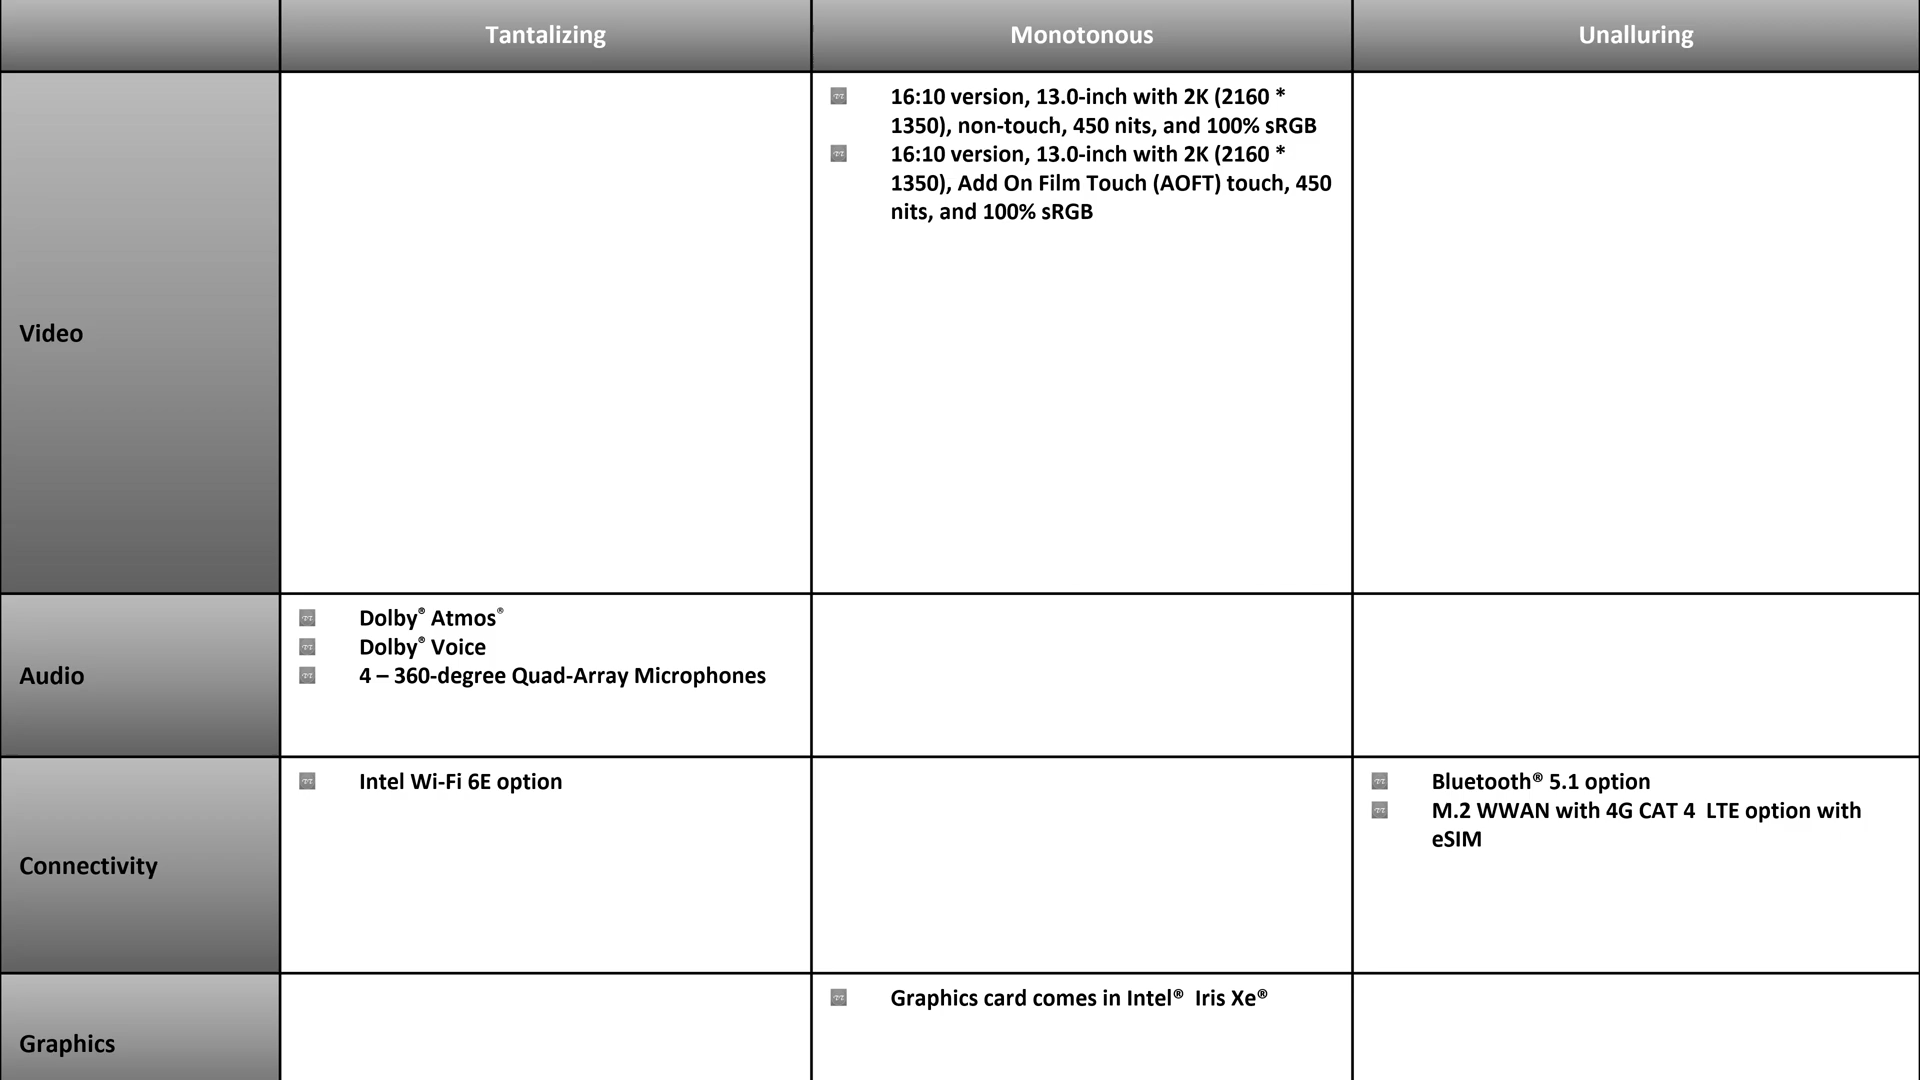 Tantalizing
Monotonous
Unalluring
Video
16:10 version, 13.0-inch with 2K (2160 *
1350), non-touch, 450 nits, and 100% sRGB
16:10 version, 13.0-inch with 2K (2160 *
1350), Add On Film Touch (AOFT) touch, 450
nits, and 100% sRGB
Audio
Dolby® Atmos®
Dolby® Voice
4 – 360-degree Quad-Array Microphones
Connectivity
Intel Wi-Fi 6E option
Bluetooth® 5.1 option
M.2 WWAN with 4G CAT 4  LTE option with
eSIM
Graphics
Graphics card comes in Intel®  Iris Xe®